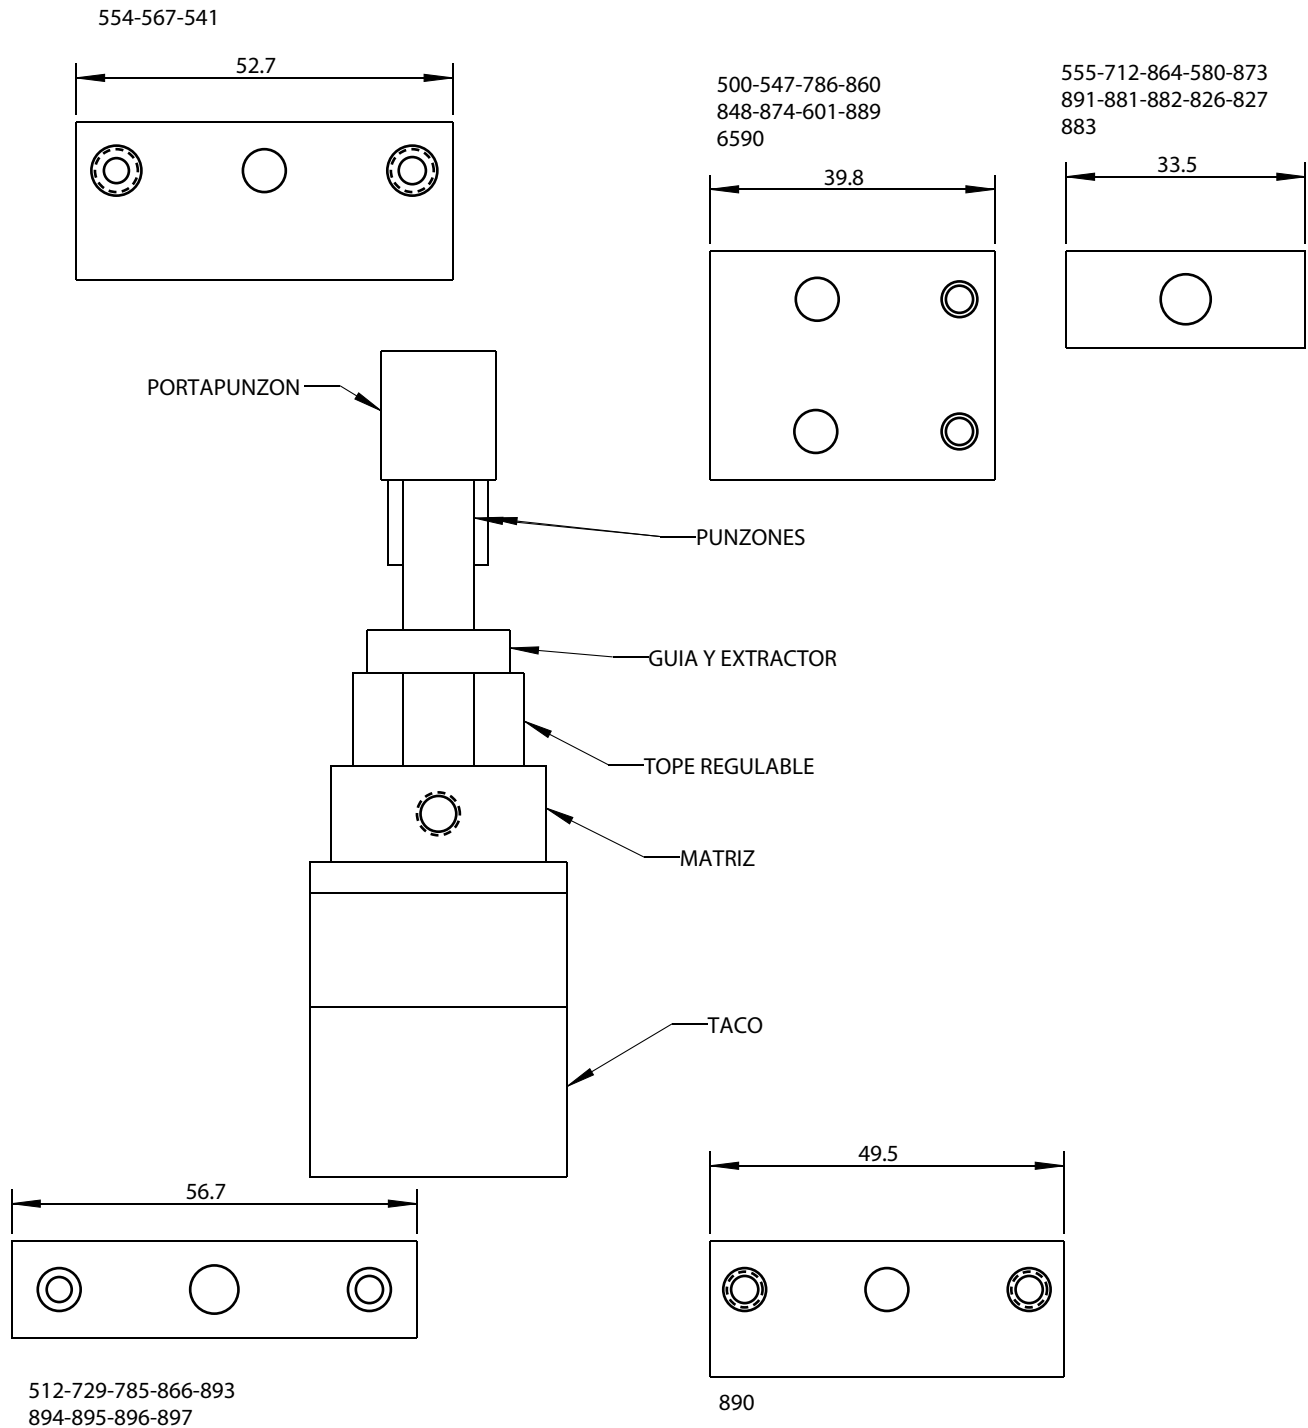 554-567-541
52.7
500-547-786-860
848-874-601-889
6590
39.8
555-712-864-580-873
891-881-882-826-827
883
33.5
PORTAPUNZON
PUNZONES
GUIA Y EXTRACTOR
TOPE REGULABLE
MATRIZ
TACO
56.7
512-729-785-866-893
894-895-896-897
49.5
890